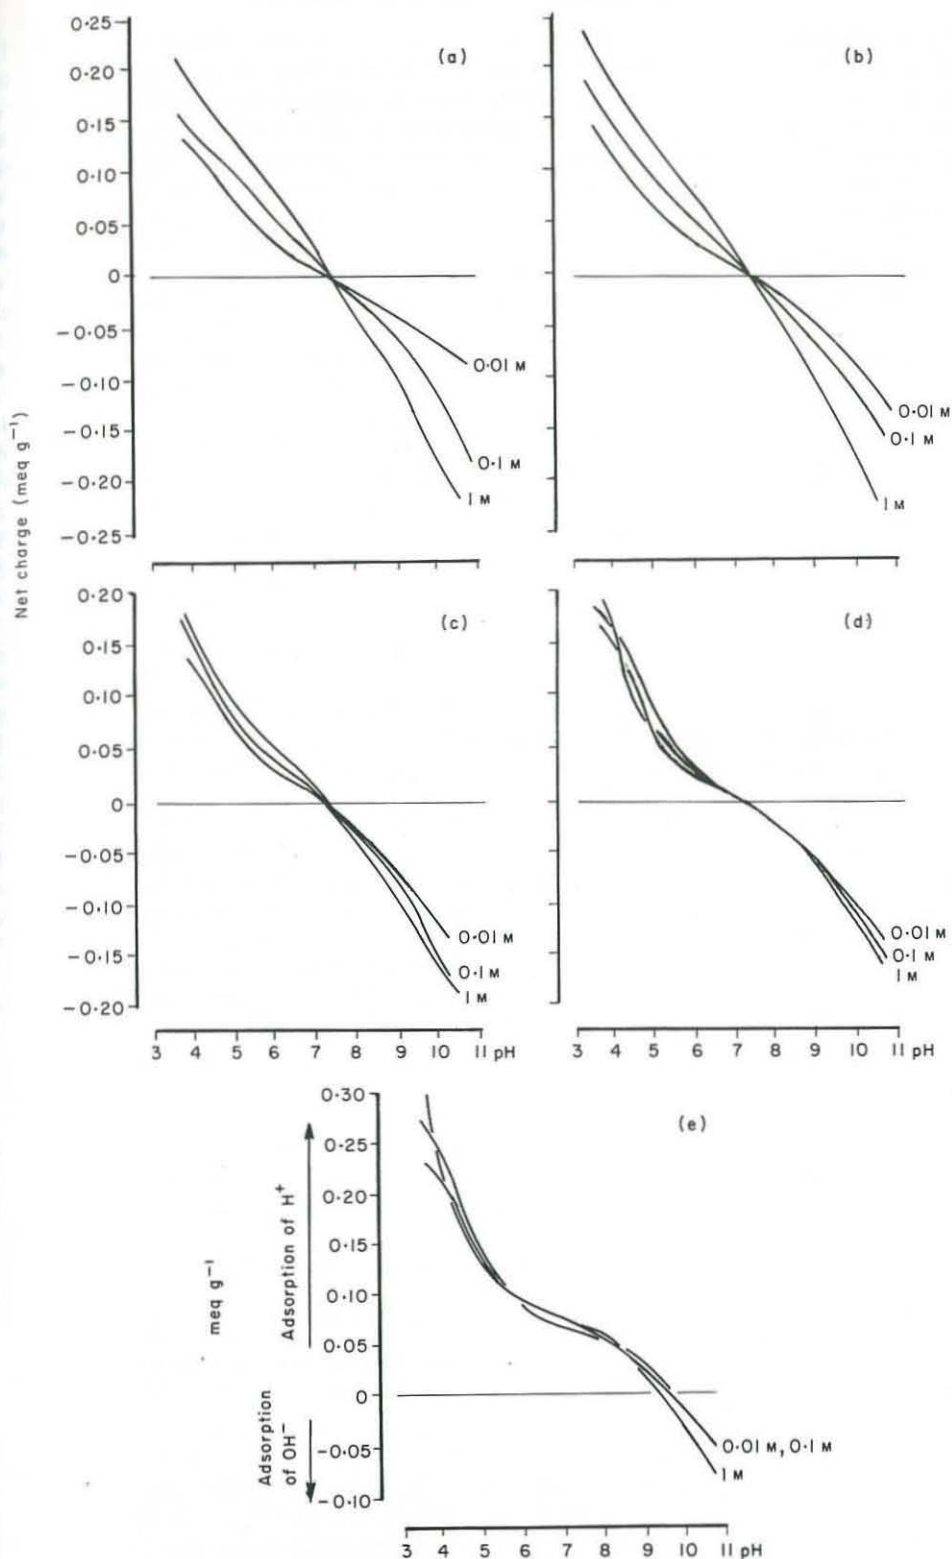 Net charge (meq g⁻¹)
(a)
0·25
0·20
0·15
0·10
0·05
0
−0·05
−0·10
−0·15
−0·20
−0·25
0·01 M
0·1 M
1 M
(b)
0·01 M
0·1 M
1 M
(c)
0·20
0·15
0·10
0·05
0
−0·05
−0·10
−0·15
−0·20
0·01 M
0·1 M
1 M
3 4 5 6 7 8 9 10 11 pH
(d)
0·01 M
0·1 M
1 M
3 4 5 6 7 8 9 10 11 pH
(e)
meq g⁻¹
Adsorption of H⁺
Adsorption
of OH⁻
0·30
0·25
0·20
0·15
0·10
0·05
0
−0·05
−0·10
0·01 M, 0·1 M
1 M
3 4 5 6 7 8 9 10 11 pH